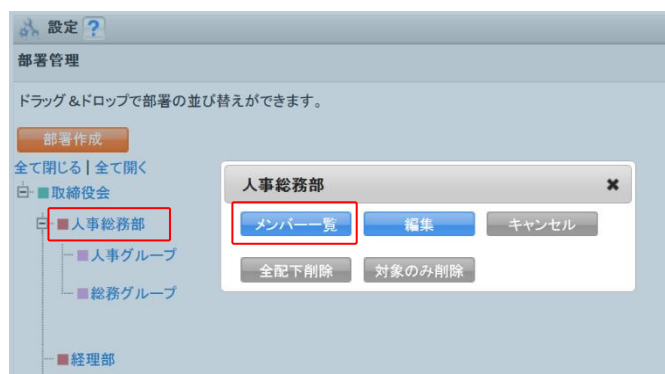 設定 ?
部署管理
ドラッグ&ドロップで部署の並び替えができます。
部署作成
全て閉じる | 全て開く
取締役会
人事総務部
人事グループ
総務グループ
経理部
人事総務部
メンバー一覧 編集 キャンセル
全配下削除 対象のみ削除